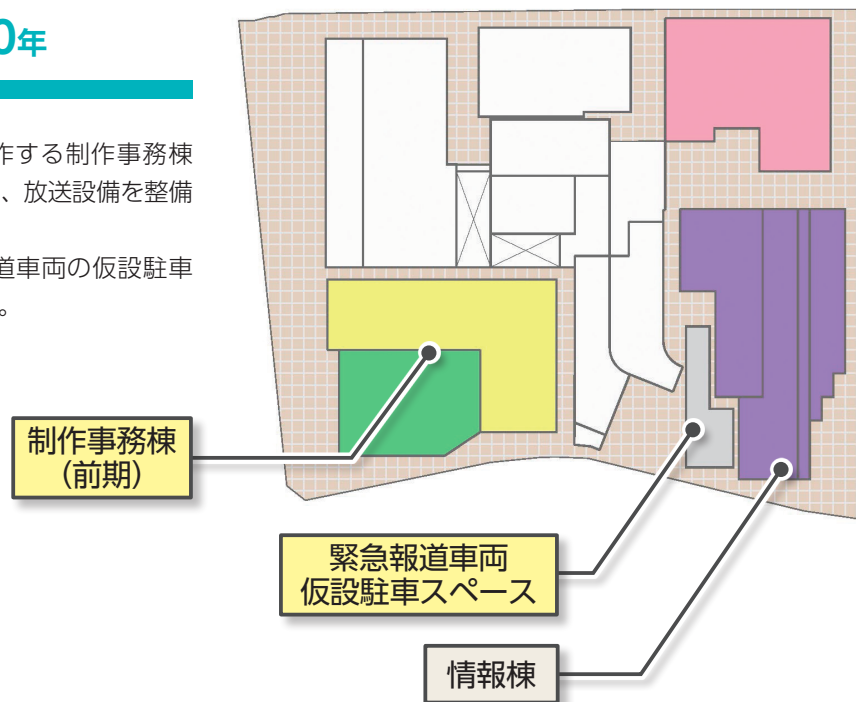 0年
作する制作事務棟
、放送設備を整備
道車両の仮設駐車
。
制作事務棟
（前期）
緊急報道車両
仮設駐車スペース
情報棟